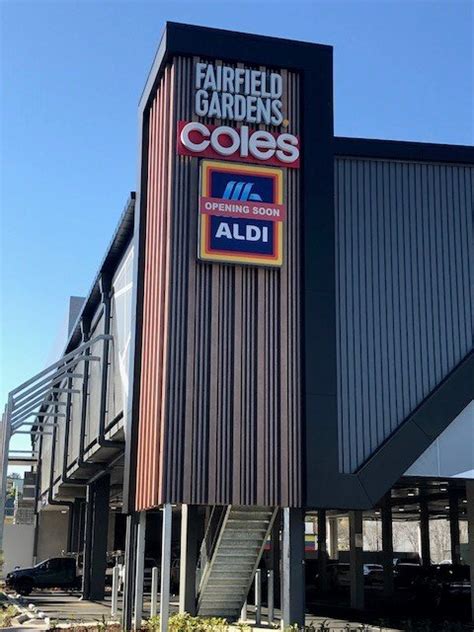 FAIRFIELD
GARDENS.
coles
OPENING SOON
ALDI